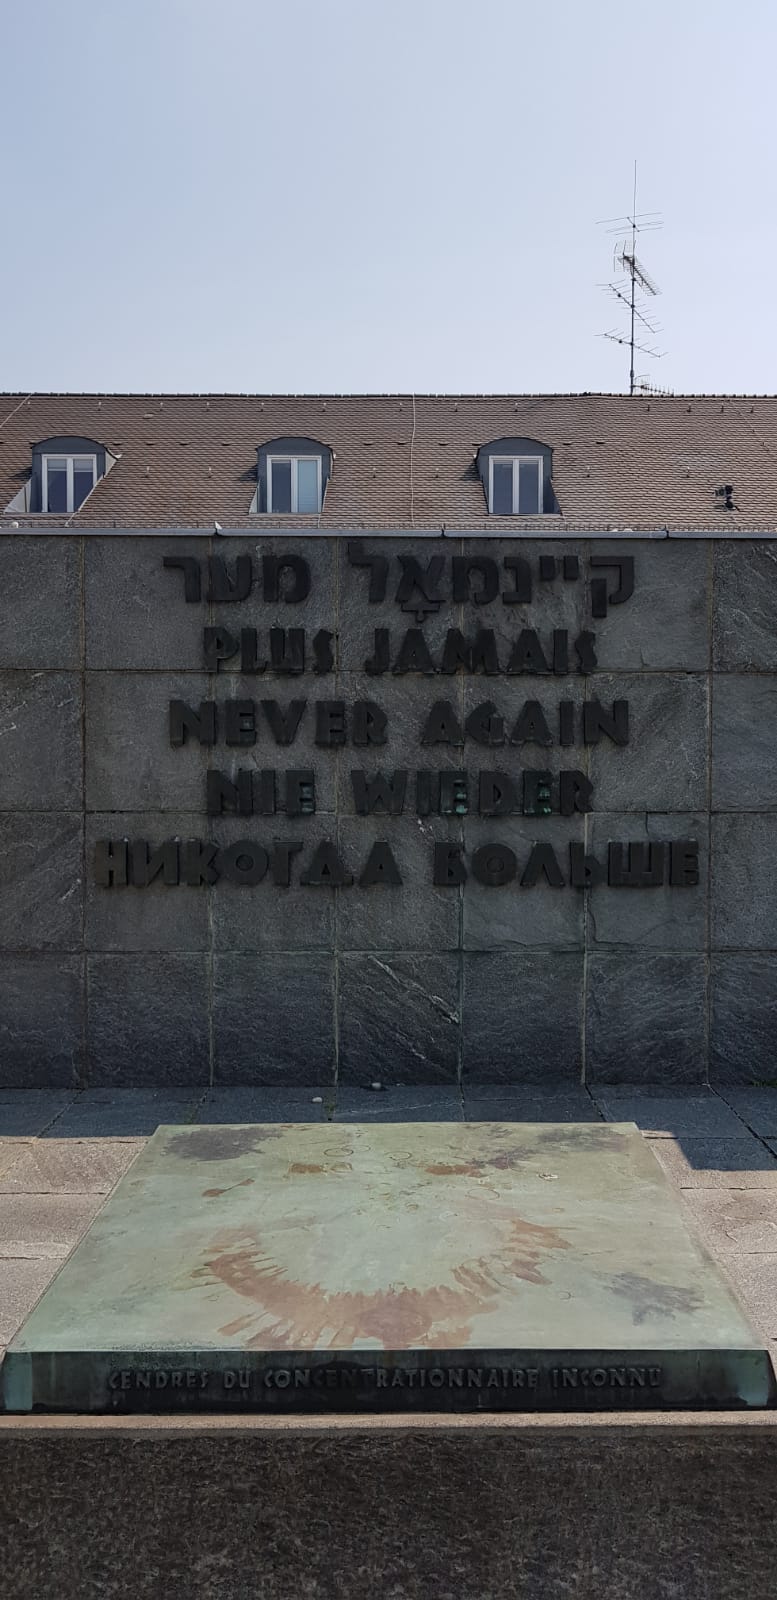 קיינמאָל מער
PLUS JAMAIS
NEVER AGAIN
NIE WIEDER
НИКОГДА БОЛЬШЕ
CENDRES DU CONCENTRATIONNAIRE INCONNU